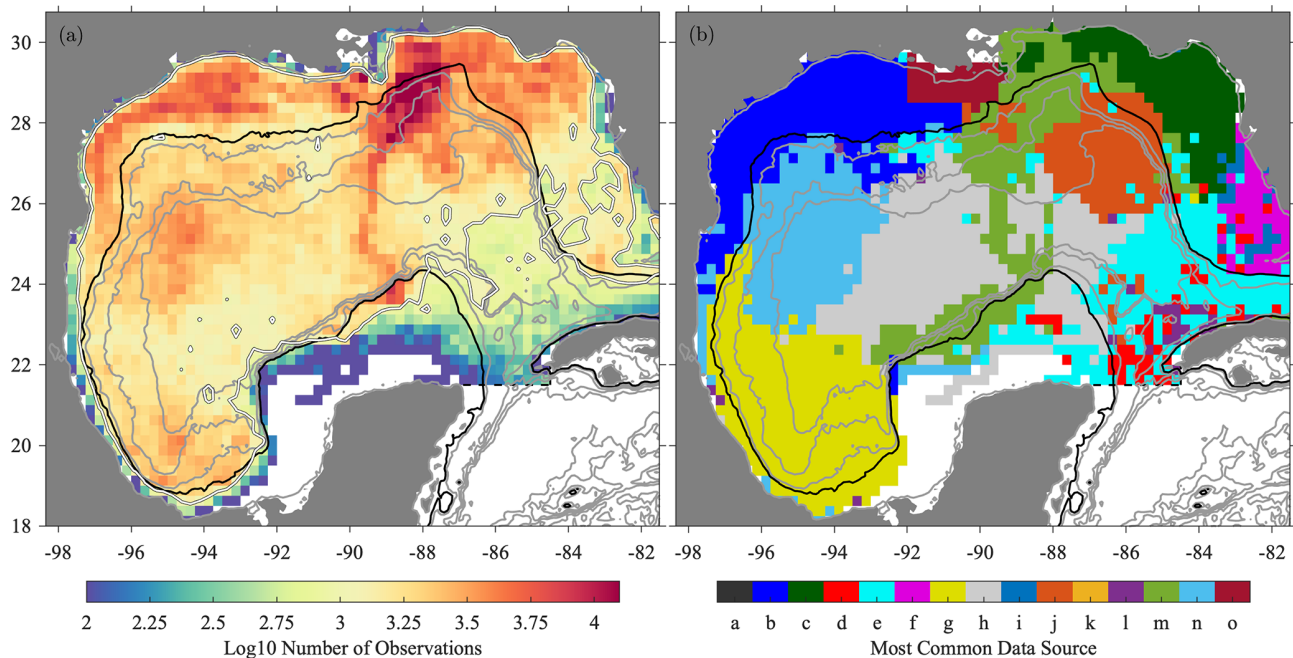 (a)
(b)
30
28
26
24
22
20
18
-98 -96 -94 -92 -90 -88 -86 -84 -82
-98 -96 -94 -92 -90 -88 -86 -84 -82
2 2.25 2.5 2.75 3 3.25 3.5 3.75 4
a b c d e f g h i j k l m n o
Log10 Number of Observations
Most Common Data Source